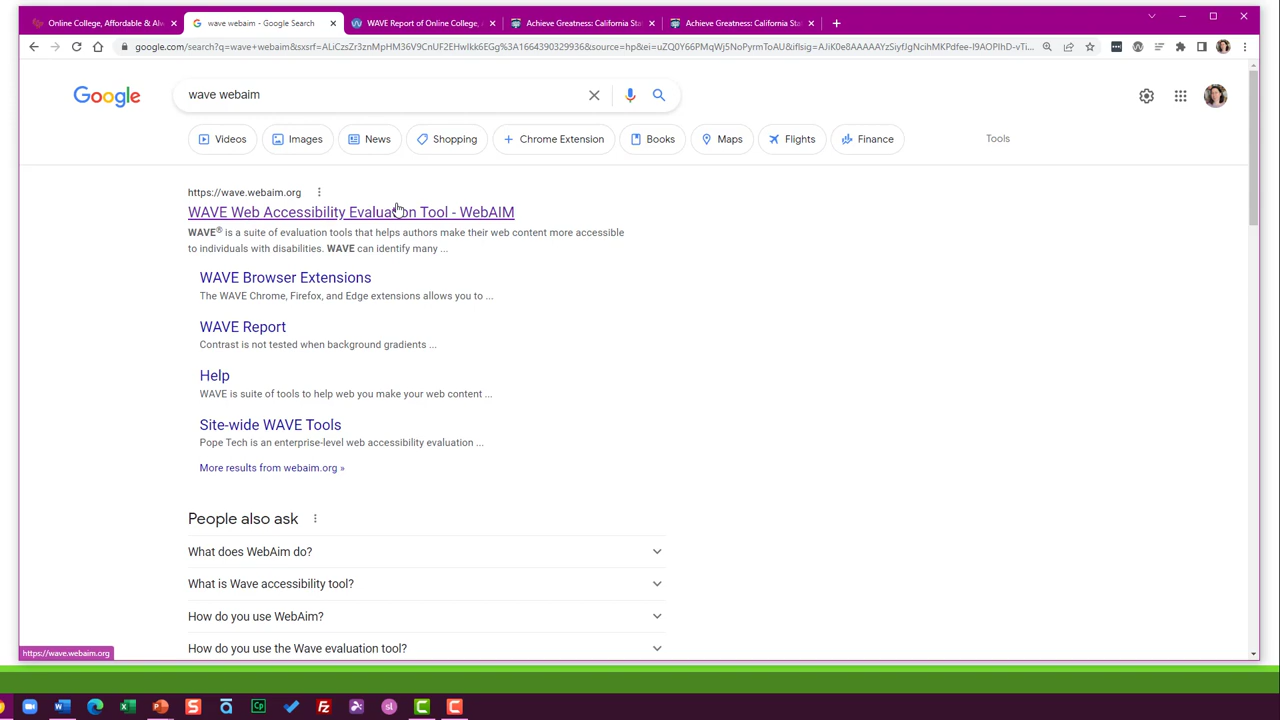 Online College, Affordable & Al
wave webaim - Google Search
WAVE Report of Online College,
Achieve Greatness: California Sta
Achieve Greatness: California Sta
google.com/search?q=wave+webaim&sxsrf=
Google
wave webaim
Videos
Images
News
Shopping
Chrome Extension
Books
Maps
Flights
Finance
Tools
https://wave.webaim.org
WAVE Web Accessibility Evaluation Tool - WebAIM
WAVE® is a suite of evaluation tools that helps authors make their web content more accessible
to individuals with disabilities. WAVE can identify many ...
WAVE Browser Extensions
The WAVE Chrome, Firefox, and Edge extensions allows you to ...
WAVE Report
Contrast is not tested when background gradients ...
Help
WAVE is suite of tools to help web you make your web content ...
Site-wide WAVE Tools
Pope Tech is an enterprise-level web accessibility evaluation ...
More results from webaim.org »
People also ask
What does WebAim do?
What is Wave accessibility tool?
How do you use WebAim?
How do you use the Wave evaluation tool?
https://wave.webaim.org